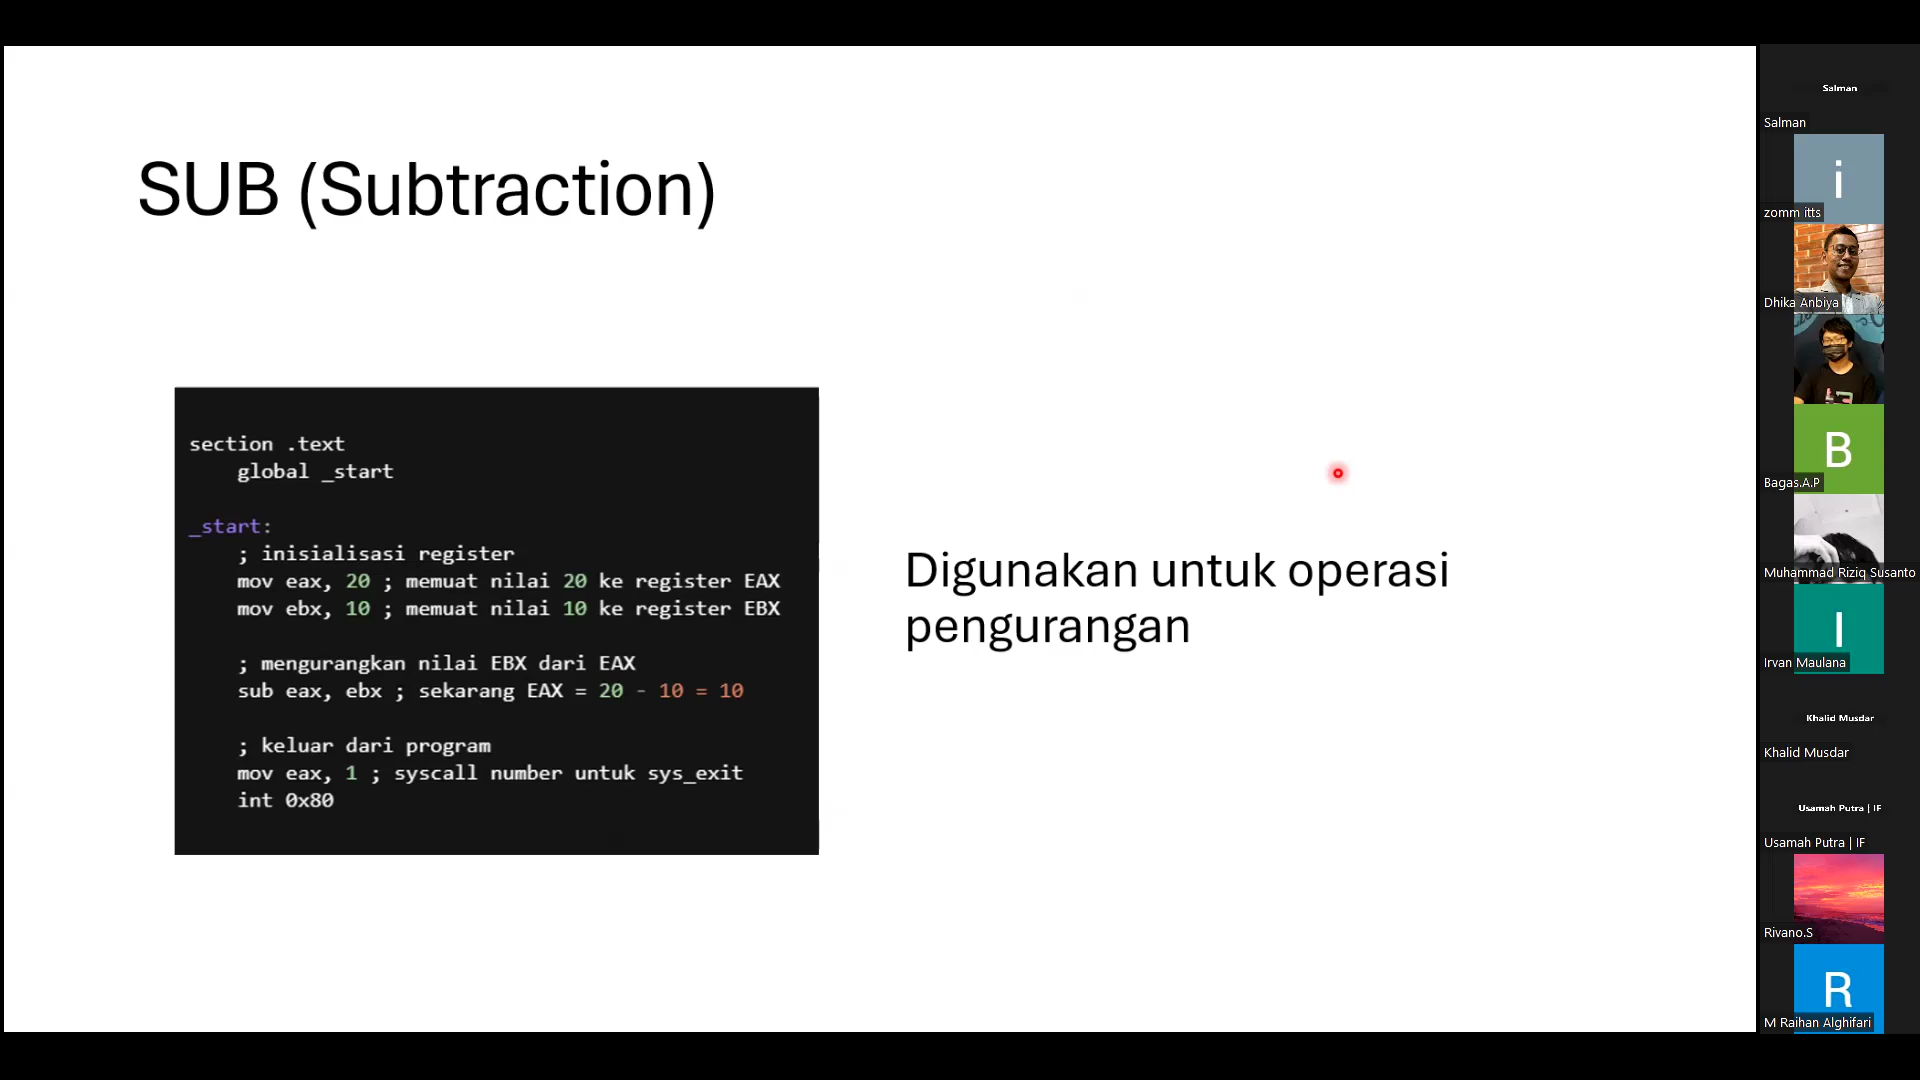 SUB (Subtraction)
section .text
global _start
_start:
; inisialisasi register
mov eax, 20 ; memuat nilai 20 ke register EAX
mov ebx, 10 ; memuat nilai 10 ke register EBX
; mengurangkan nilai EBX dari EAX
sub eax, ebx ; sekarang EAX = 20 - 10 = 10
; keluar dari program
mov eax, 1 ; syscall number untuk sys_exit
int 0x80
Digunakan untuk operasi
pengurangan
Salman
Salman
i
zomm itts
Dhika Anbiya
B
Bagas.A.P
Muhammad Riziq Susanto
I
Irvan Maulana
Khalid Musdar
Khalid Musdar
Usamah Putra | IF
Usamah Putra | IF
Rivano.S
R
M Raihan Alghifari